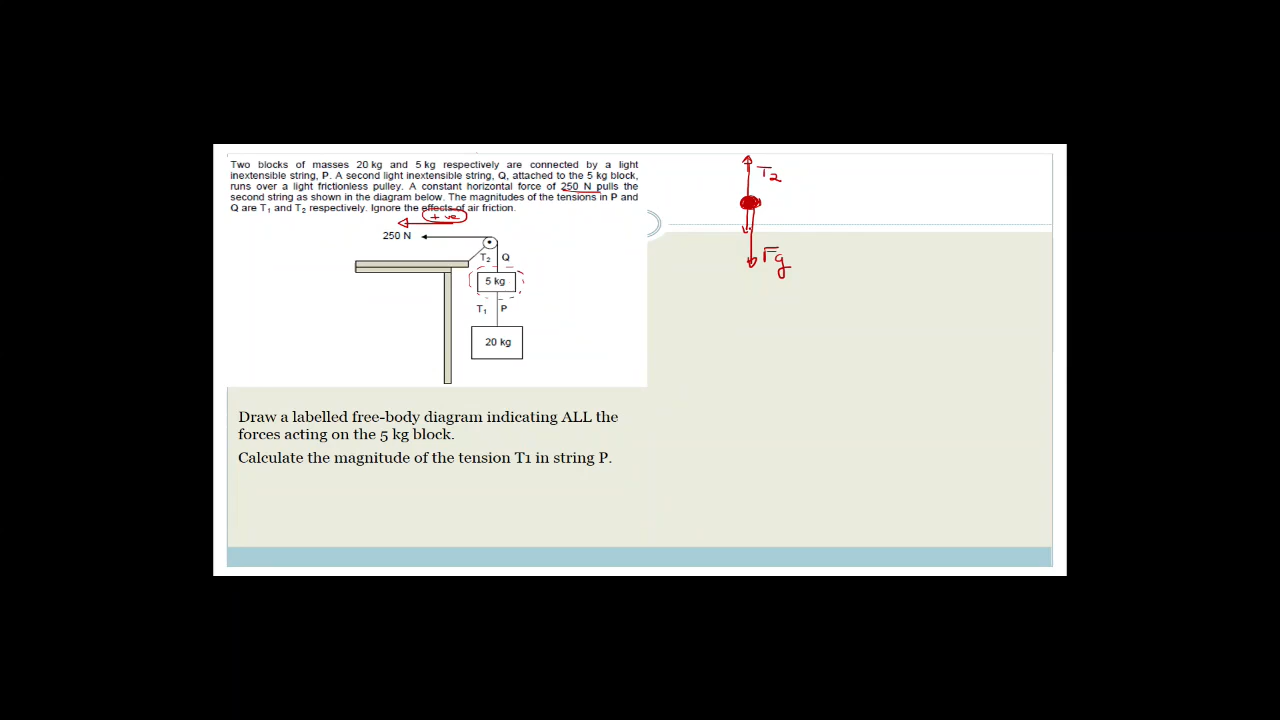 Two blocks of masses 20 kg and 5 kg respectively are connected by a light
inextensible string, P. A second light inextensible string, Q, attached to the 5 kg block,
runs over a light frictionless pulley. A constant horizontal force of 250 N pulls the
second string as shown in the diagram below. The magnitudes of the tensions in P and
Q are T₁ and T₂ respectively. Ignore the effects of air friction.
+ ve
250 N
T₂ Q
5 kg
T₁ P
20 kg
Draw a labelled free-body diagram indicating ALL the
forces acting on the 5 kg block.
Calculate the magnitude of the tension T1 in string P.
T₂
Fg